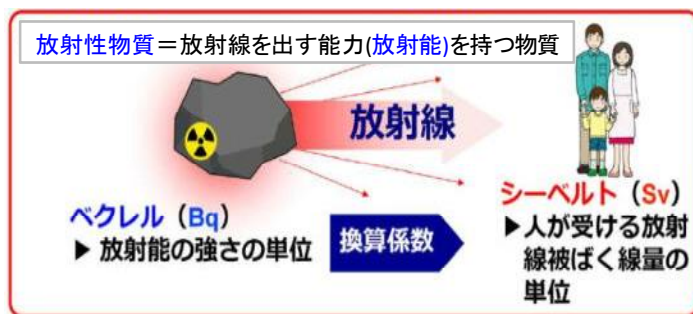 放射性物質＝放射線を出す能力(放射能)を持つ物質
放射線
ベクレル（Bq）
▶ 放射能の強さの単位
換算係数
シーベルト（Sv）
▶人が受ける放射
線被ばく線量の
単位